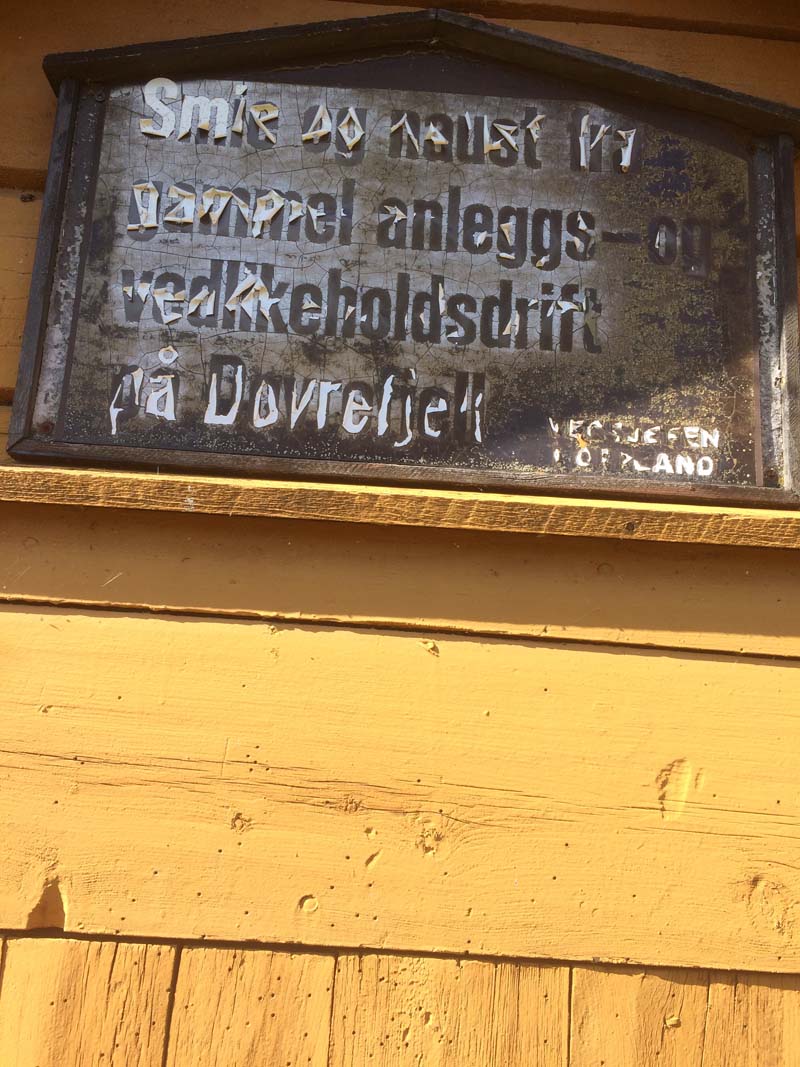 Smie og naust fra
gammel anleggs- og
vedlikeholdsdrift
på Dovrefjell
VEGSJEFEN
OPPLAND